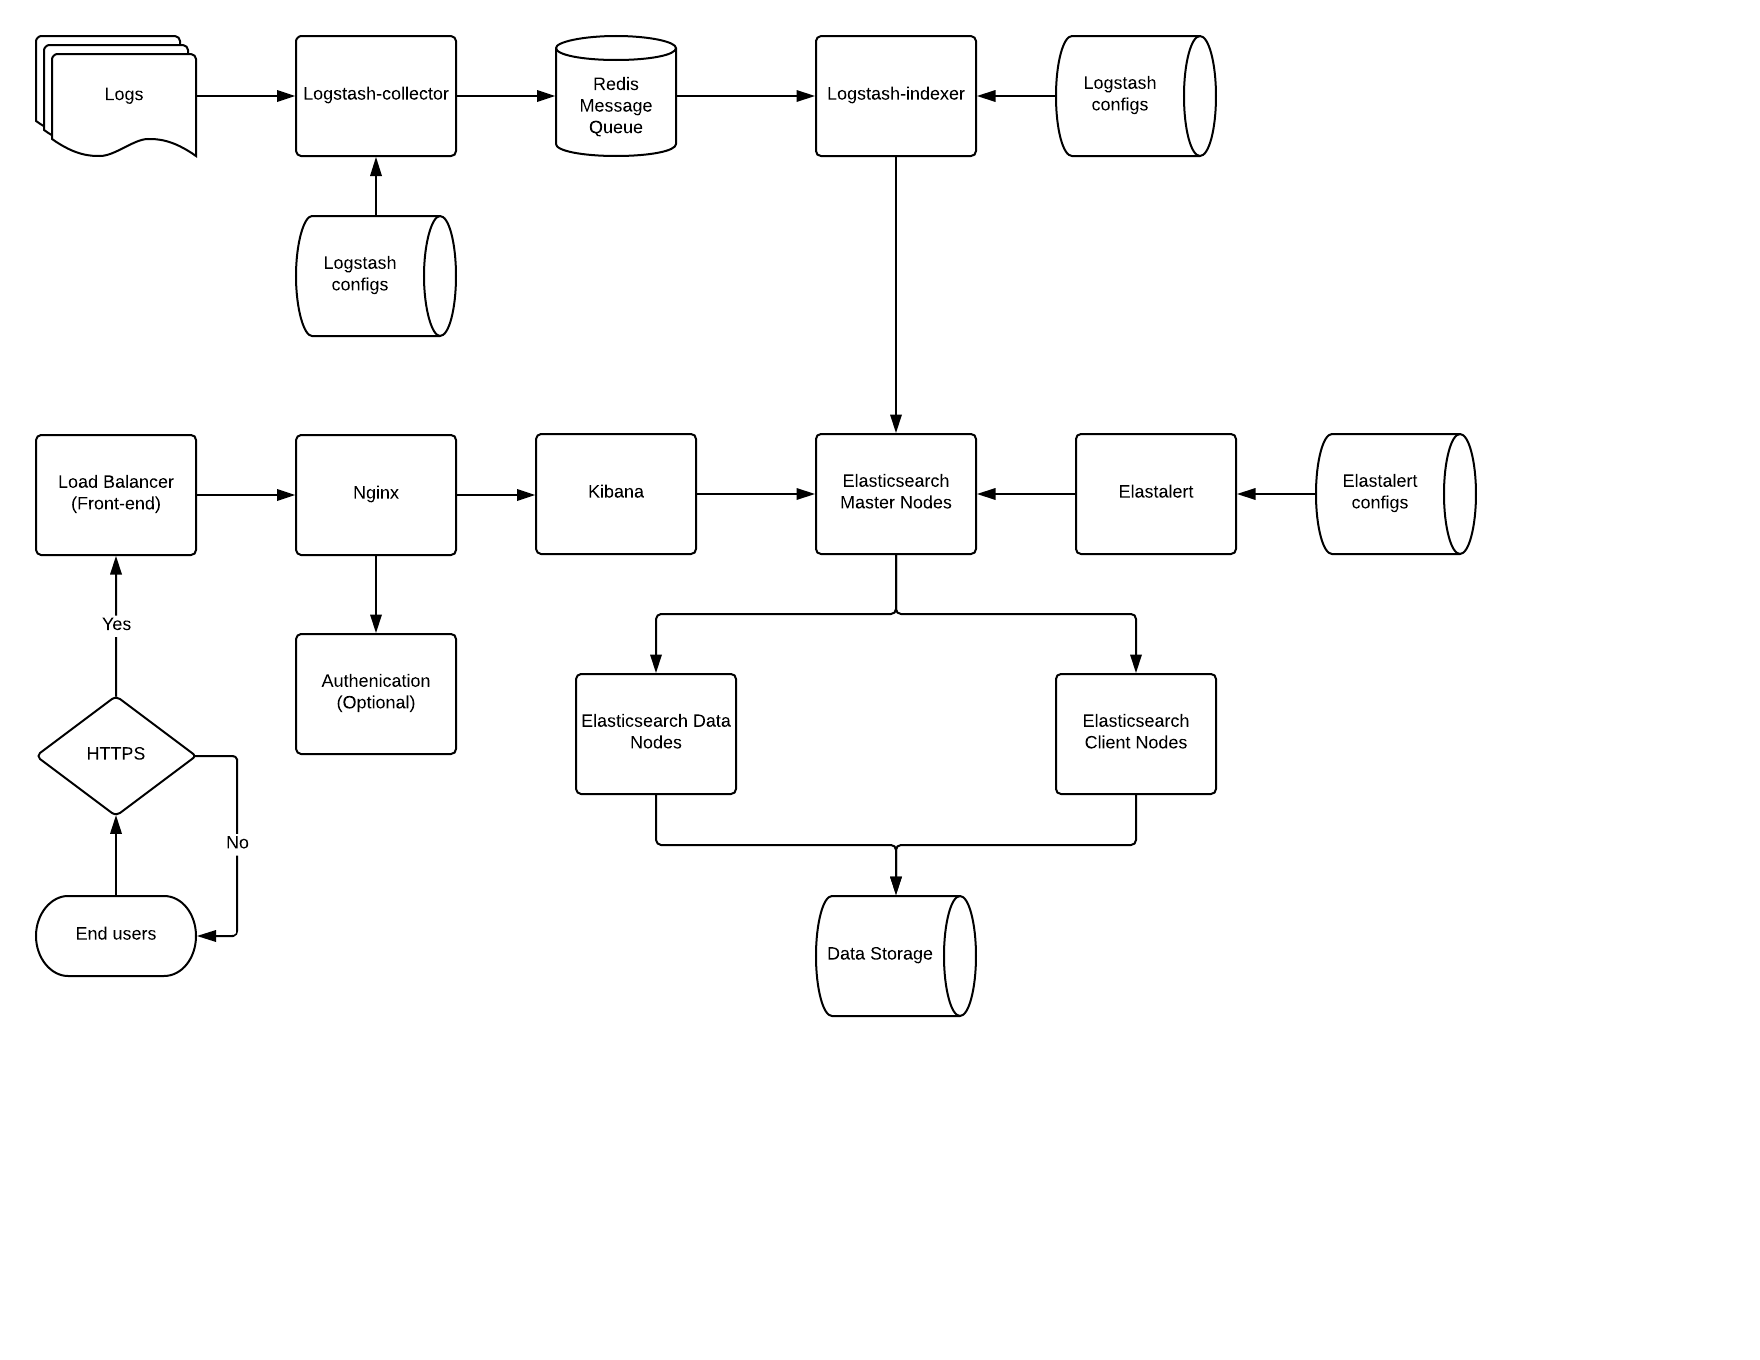 Logs
Logstash-collector
Redis
Message
Queue
Logstash-indexer
Logstash
configs
Logstash
configs
Load Balancer
(Front-end)
Nginx
Kibana
Elasticsearch
Master Nodes
Elastalert
Elastalert
configs
Yes
Authenication
(Optional)
Elasticsearch Data
Nodes
Elasticsearch
Client Nodes
HTTPS
No
End users
Data Storage